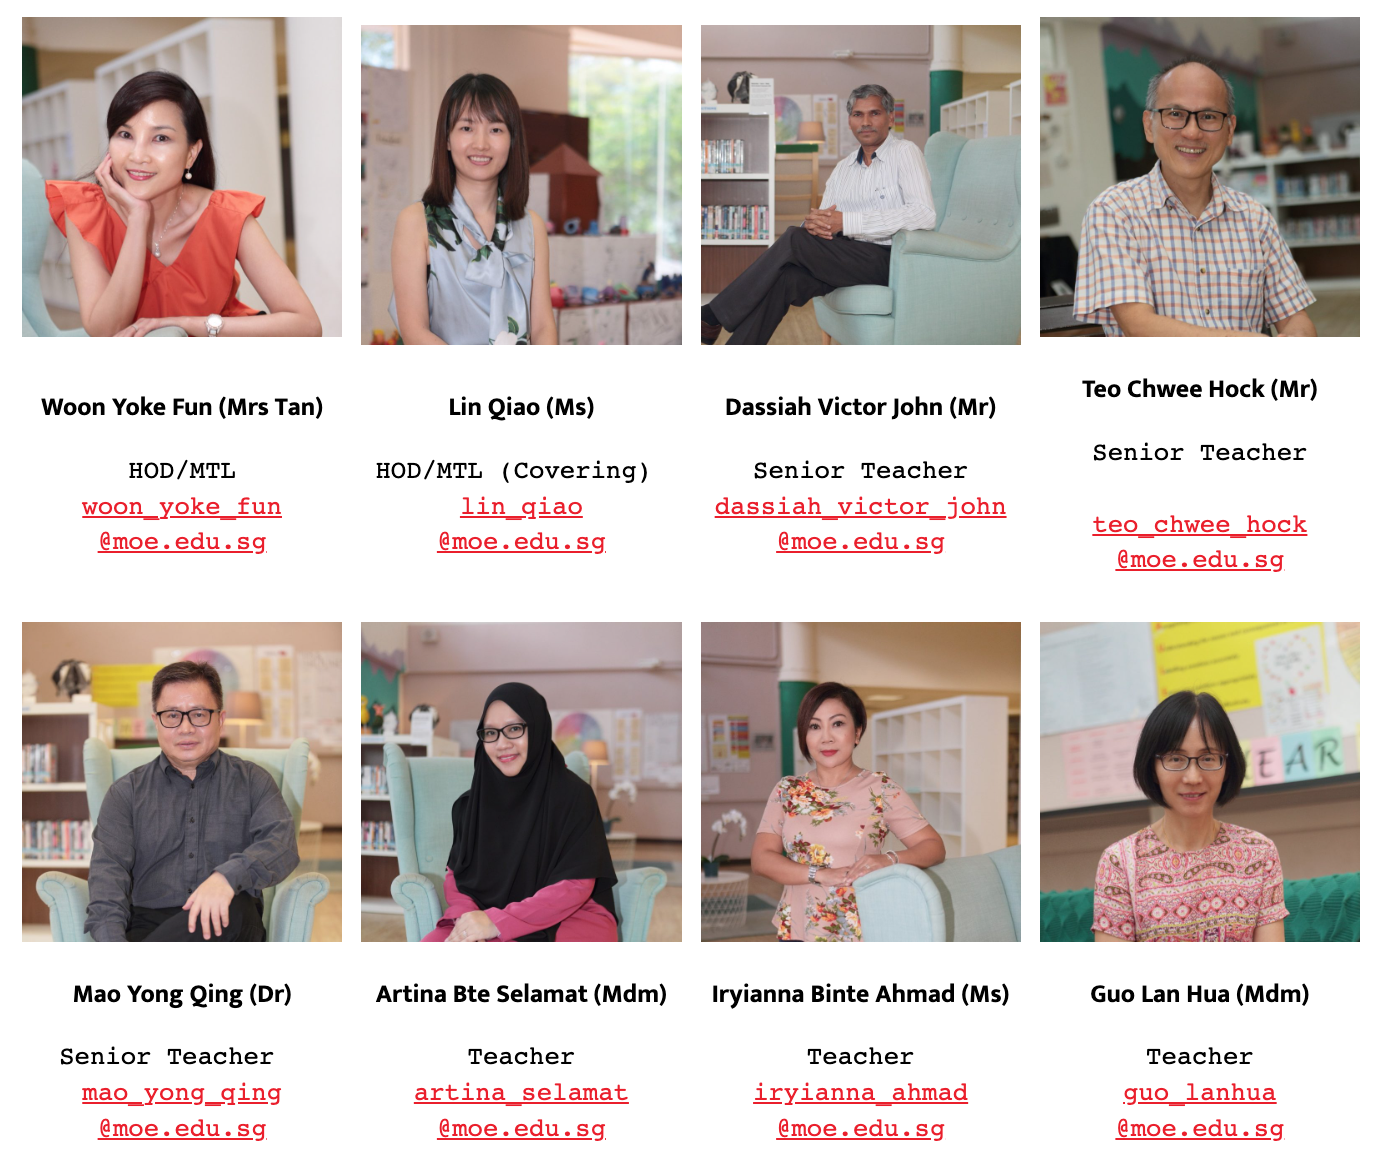 Woon Yoke Fun (Mrs Tan)
HOD/MTL
woon_yoke_fun
@moe.edu.sg
Lin Qiao (Ms)
HOD/MTL (Covering)
lin_qiao
@moe.edu.sg
Dassiah Victor John (Mr)
Senior Teacher
dassiah_victor_john
@moe.edu.sg
Teo Chwee Hock (Mr)
Senior Teacher
teo_chwee_hock
@moe.edu.sg
EAR
Mao Yong Qing (Dr)
Senior Teacher
mao_yong_qing
@moe.edu.sg
Artina Bte Selamat (Mdm)
Teacher
artina_selamat
@moe.edu.sg
Iryianna Binte Ahmad (Ms)
Teacher
iryianna_ahmad
@moe.edu.sg
Guo Lan Hua (Mdm)
Teacher
guo_lanhua
@moe.edu.sg